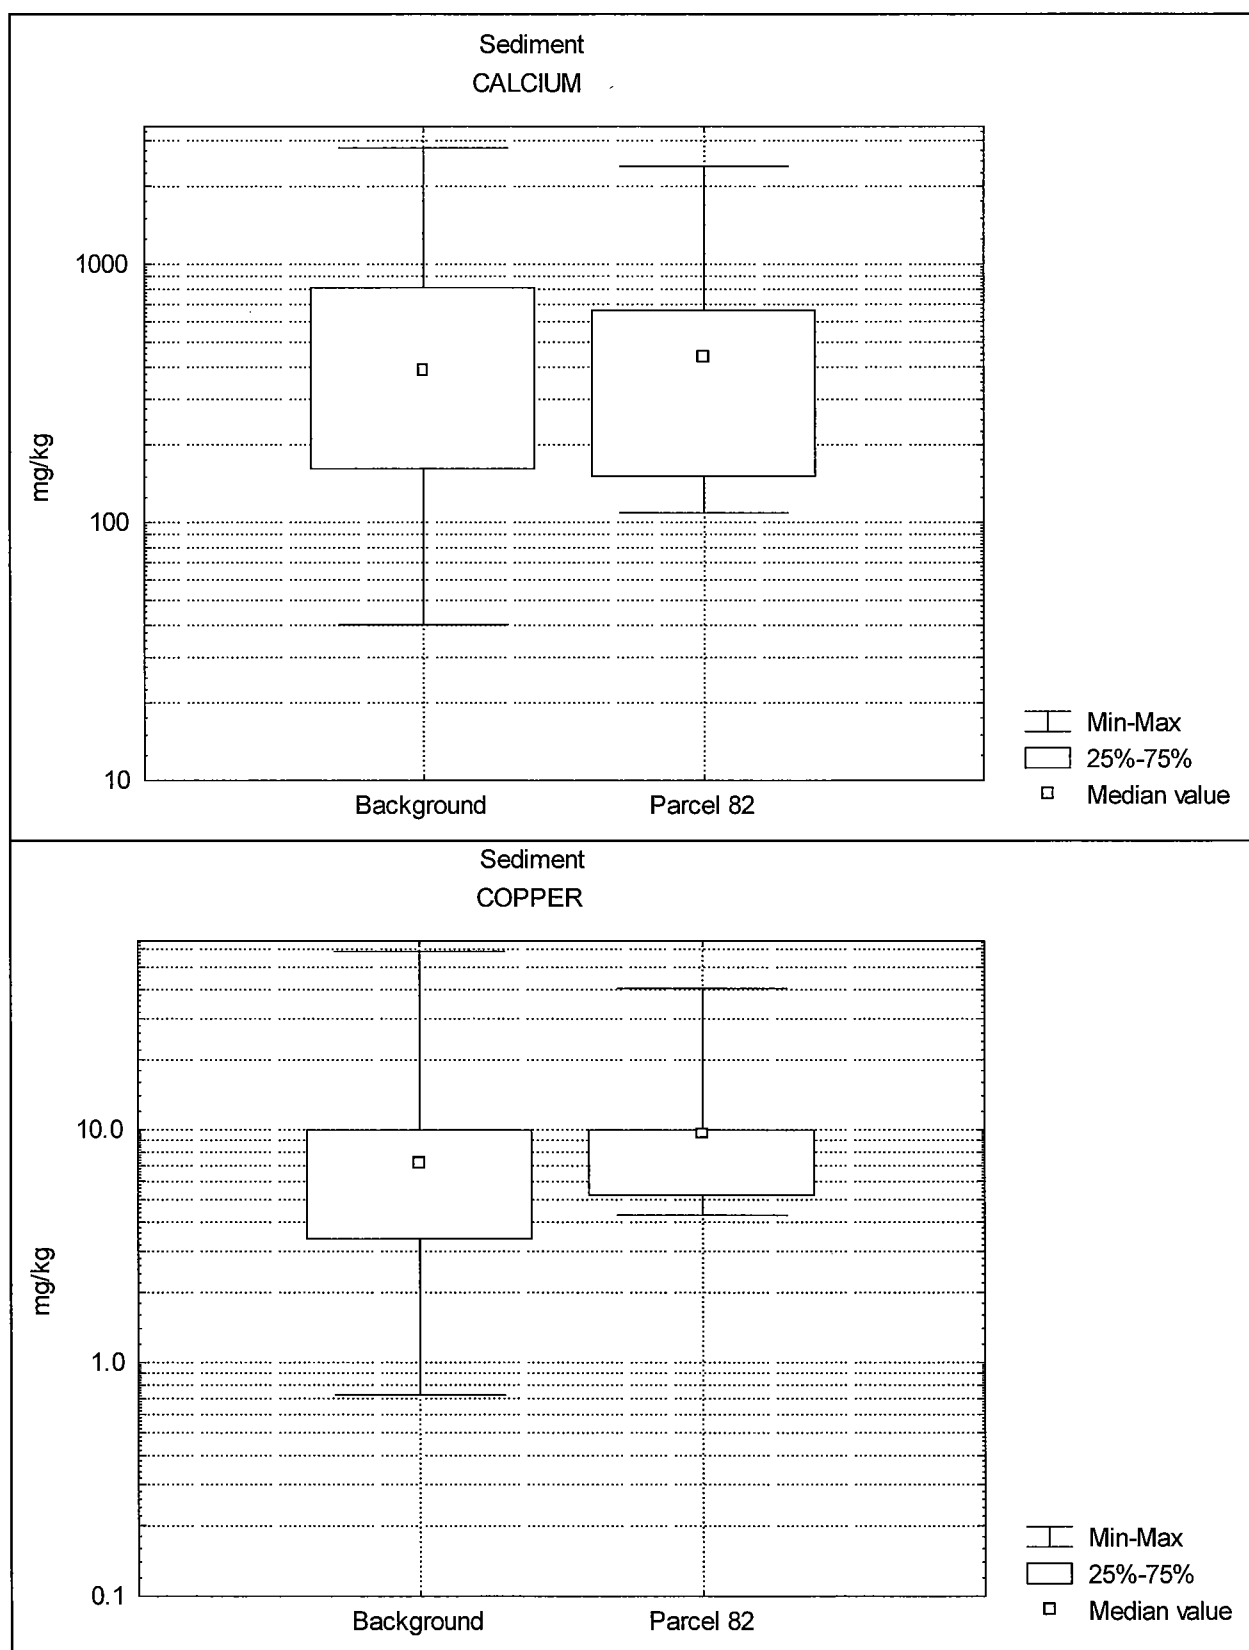 Sediment
CALCIUM
1000
100
10
mg/kg
Background
Parcel 82
Min-Max
25%-75%
Median value
Sediment
COPPER
10.0
1.0
0.1
mg/kg
Background
Parcel 82
Min-Max
25%-75%
Median value